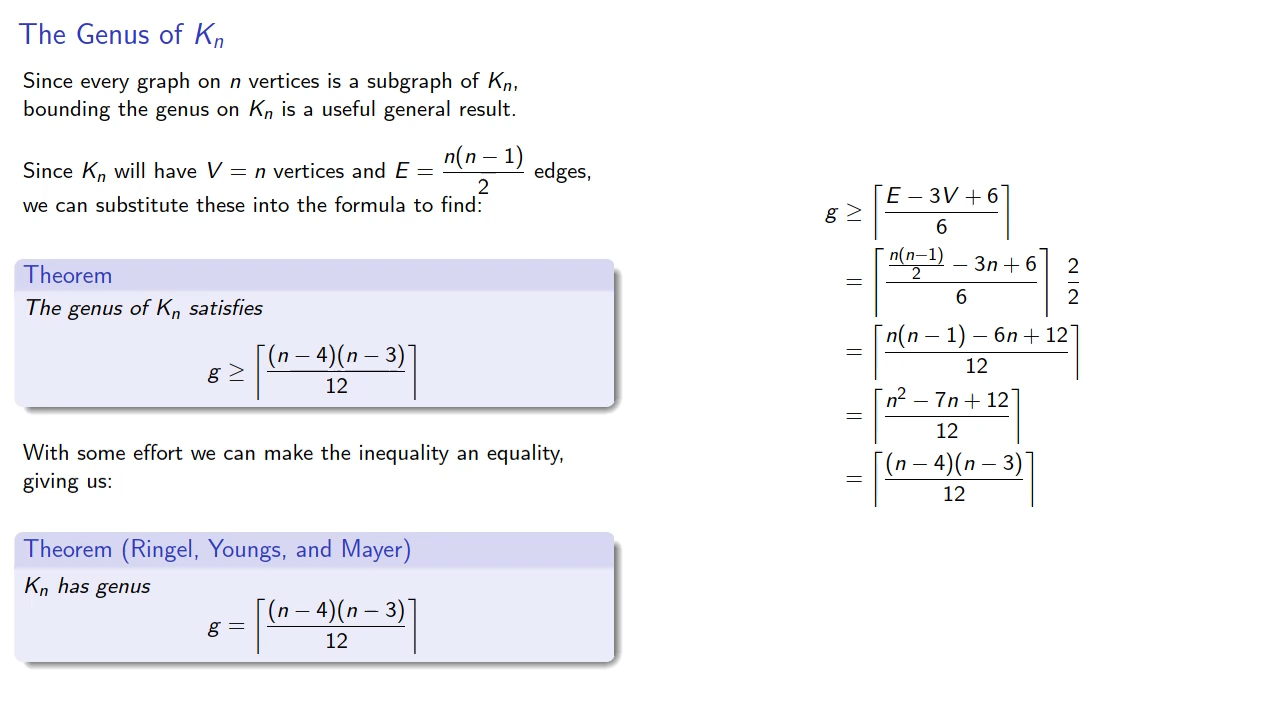 The Genus of Kₙ
Since every graph on n vertices is a subgraph of Kₙ,
bounding the genus on Kₙ is a useful general result.
Since Kₙ will have V = n vertices and E = n(n − 1)/2 edges,
we can substitute these into the formula to find:
Theorem
The genus of Kₙ satisfies
g ≥ ⌈(n − 4)(n − 3)/12⌉
With some effort we can make the inequality an equality,
giving us:
Theorem (Ringel, Youngs, and Mayer)
Kₙ has genus
g = ⌈(n − 4)(n − 3)/12⌉
g ≥ ⌈(E − 3V + 6)/6⌉
= ⌈(n(n−1)/2 − 3n + 6)/6⌉ 2/2
= ⌈(n(n − 1) − 6n + 12)/12⌉
= ⌈(n² − 7n + 12)/12⌉
= ⌈(n − 4)(n − 3)/12⌉